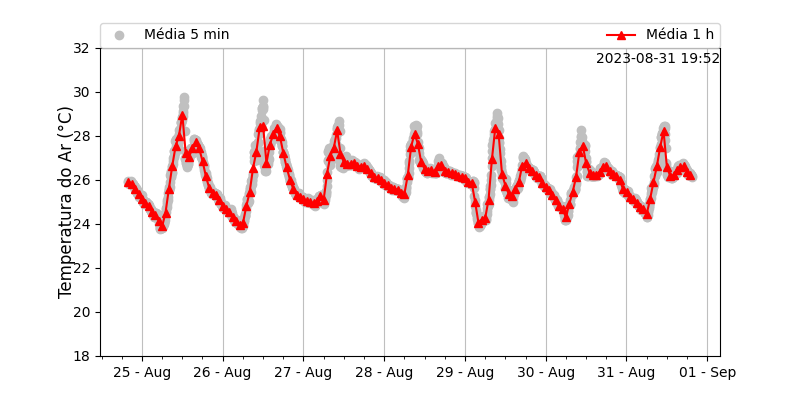 Média 5 min
Média 1 h
2023-08-31 19:52
Temperatura do Ar (°C)
32
30
28
26
24
22
20
18
25 - Aug
26 - Aug
27 - Aug
28 - Aug
29 - Aug
30 - Aug
31 - Aug
01 - Sep